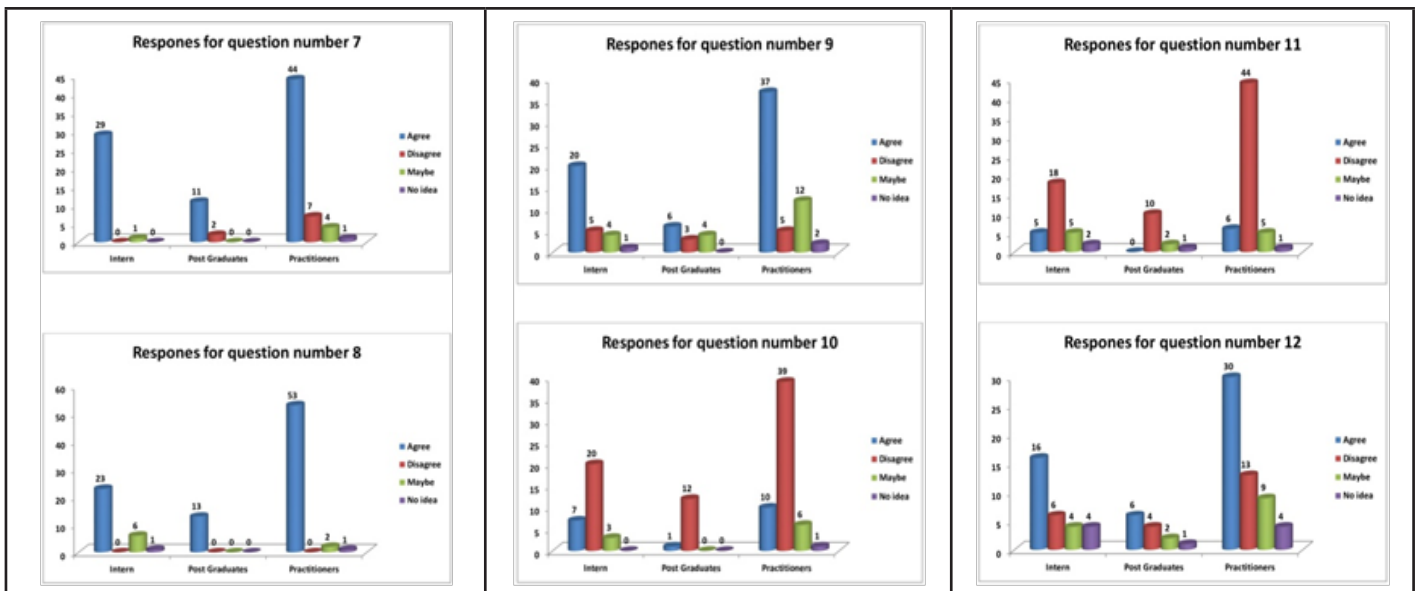 Respones for question number 7
44
45
40
35
30
25
20
15
10
5
0
29
0
1
0
11
2
0
0
7
4
1
Intern
Post Graduates
Practitioners
Agree
Disagree
Maybe
No idea
Respones for question number 8
60
50
40
30
20
10
0
23
0
6
1
13
0
0
0
53
0
2
1
Intern
Post Graduates
Practitioners
Agree
Disagree
Maybe
No idea
Respones for question number 9
40
35
30
25
20
15
10
5
0
20
5
4
1
6
3
4
0
37
5
12
2
Intern
Post Graduates
Practitioners
Agree
Disagree
Maybe
No idea
Respones for question number 10
40
35
30
25
20
15
10
5
0
7
20
3
0
1
12
0
0
10
39
6
1
Intern
Post Graduates
Practitioners
Agree
Disagree
Maybe
No idea
Respones for question number 11
45
40
35
30
25
20
15
10
5
0
5
18
5
2
0
10
2
1
6
44
5
1
Intern
Post Graduates
Practitioners
Agree
Disagree
Maybe
No idea
Respones for question number 12
30
25
20
15
10
5
0
16
6
4
4
6
4
2
1
30
13
9
4
Intern
Post Graduates
Practitioners
Agree
Disagree
Maybe
No idea